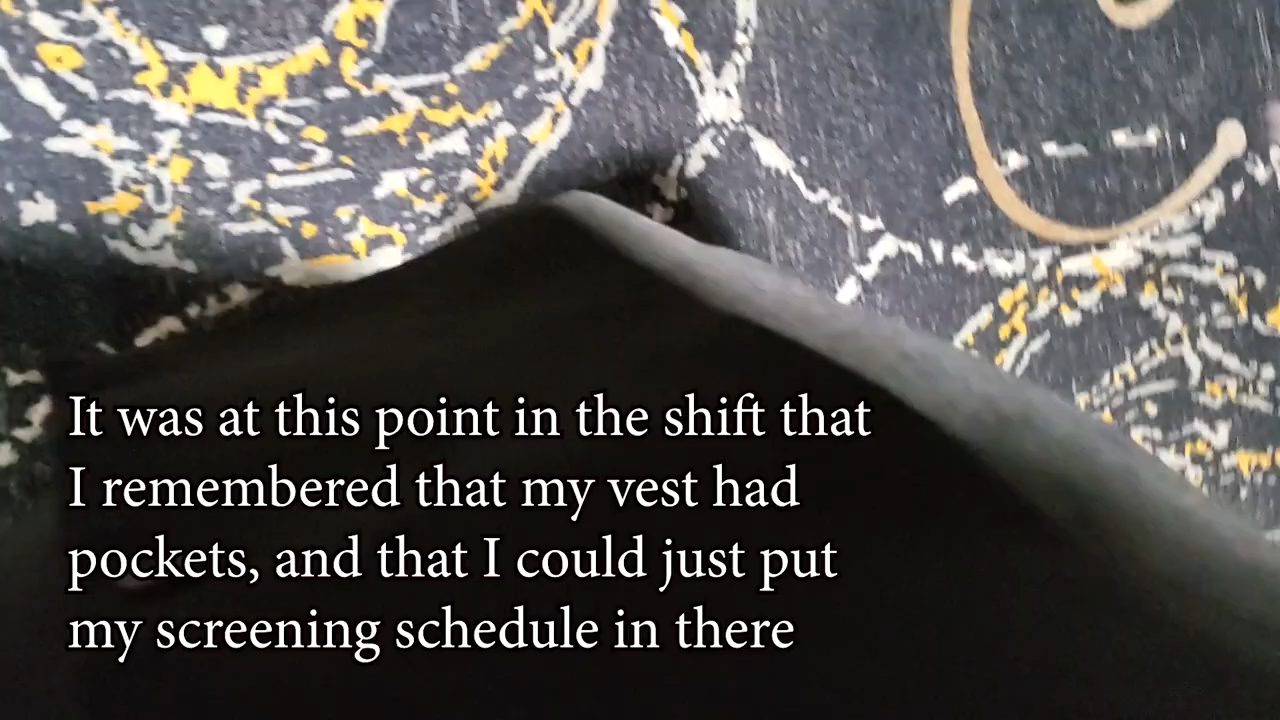 It was at this point in the shift that
I remembered that my vest had
pockets, and that I could just put
my screening schedule in there